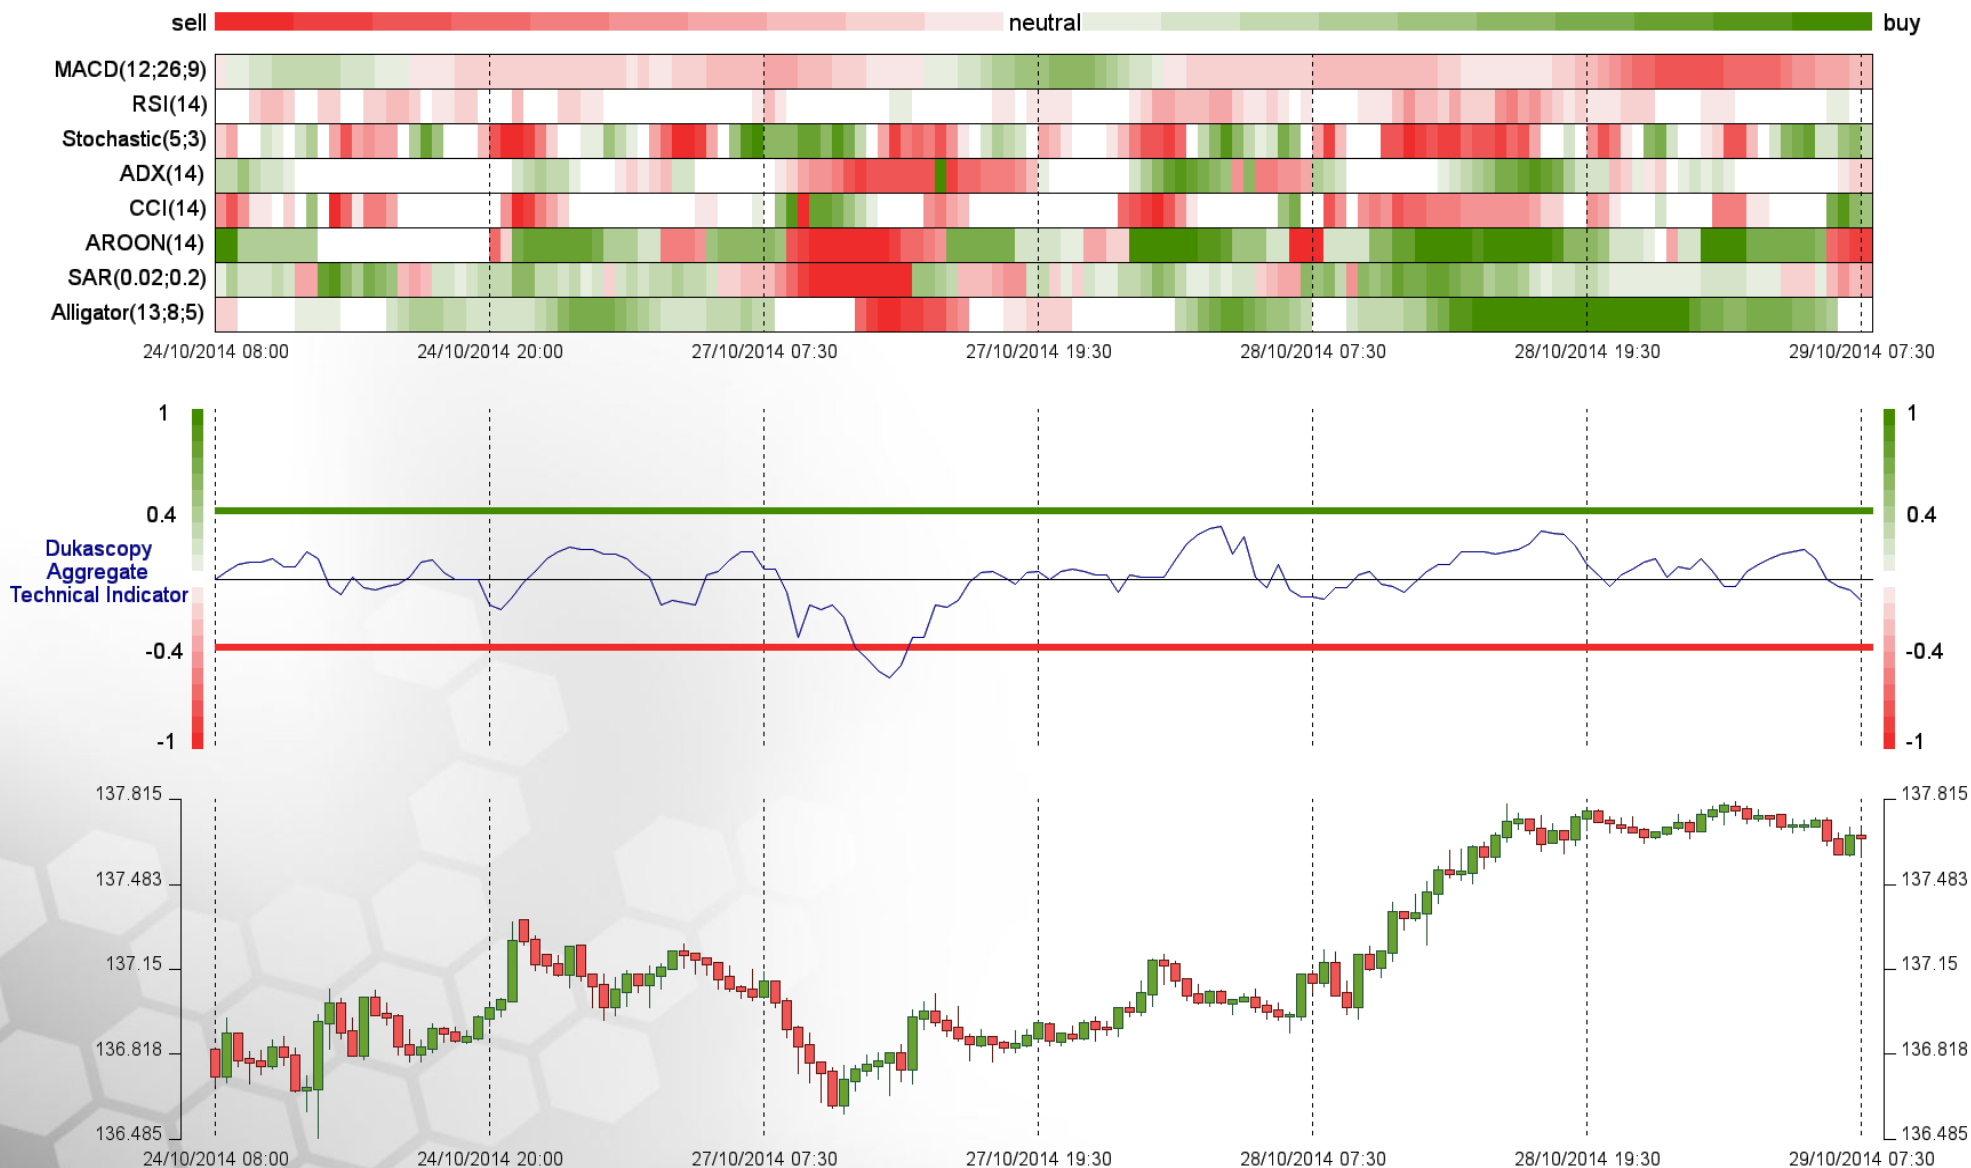 sell neutral buy
MACD(12;26;9)
RSI(14)
Stochastic(5;3)
ADX(14)
CCI(14)
AROON(14)
SAR(0.02;0.2)
Alligator(13;8;5)
24/10/2014 08:00 24/10/2014 20:00 27/10/2014 07:30 27/10/2014 19:30 28/10/2014 07:30 28/10/2014 19:30 29/10/2014 07:30
1 1
0.4 0.4
Dukascopy
Aggregate
Technical Indicator
-0.4 -0.4
-1 -1
137.815 137.815
137.483 137.483
137.15 137.15
136.818 136.818
136.485 136.485
24/10/2014 08:00 24/10/2014 20:00 27/10/2014 07:30 27/10/2014 19:30 28/10/2014 07:30 28/10/2014 19:30 29/10/2014 07:30